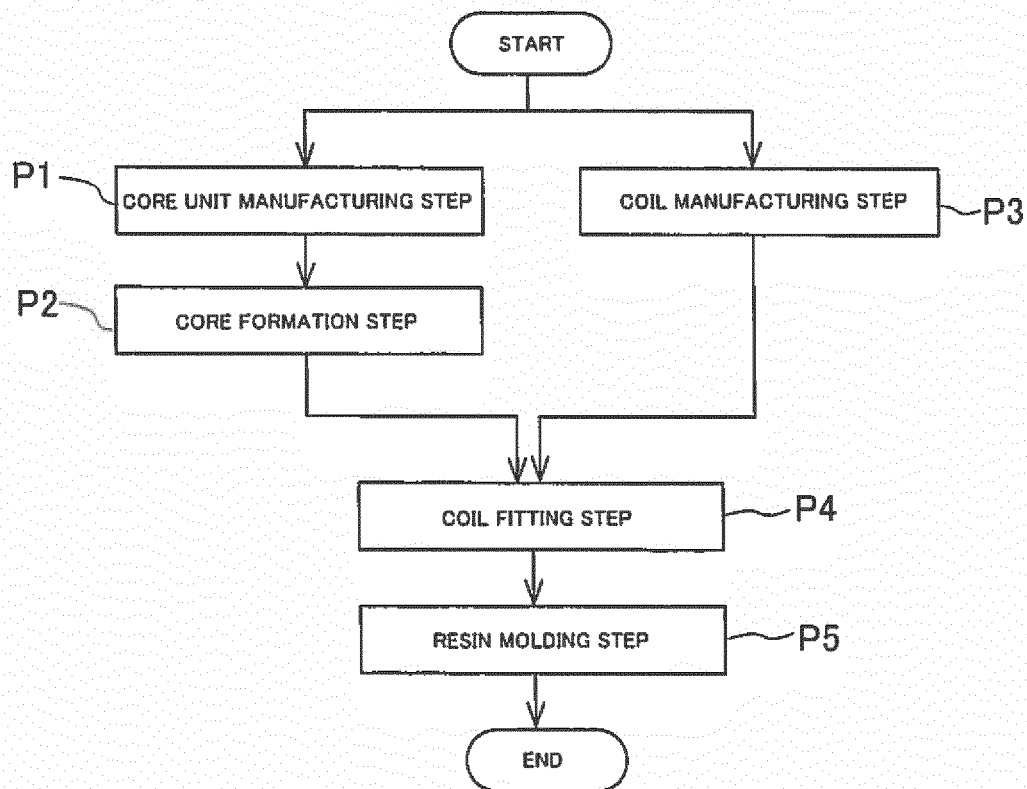 START
P1
CORE UNIT MANUFACTURING STEP
COIL MANUFACTURING STEP
P3
P2
CORE FORMATION STEP
COIL FITTING STEP
P4
RESIN MOLDING STEP
P5
END